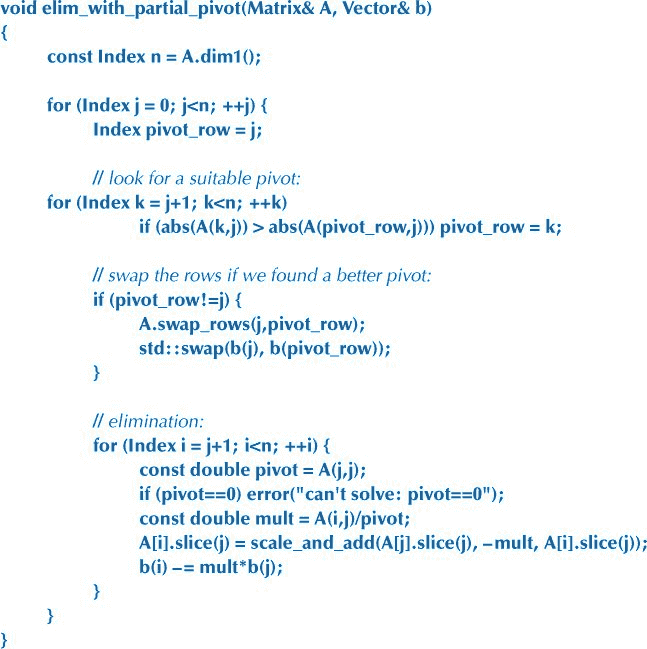 void elim_with_partial_pivot(Matrix& A, Vector& b)
{
const Index n = A.dim1();
for (Index j = 0; j<n; ++j) {
Index pivot_row = j;
// look for a suitable pivot:
for (Index k = j+1; k<n; ++k)
if (abs(A(k,j)) > abs(A(pivot_row,j))) pivot_row = k;
// swap the rows if we found a better pivot:
if (pivot_row!=j) {
A.swap_rows(j,pivot_row);
std::swap(b(j), b(pivot_row));
}
// elimination:
for (Index i = j+1; i<n; ++i) {
const double pivot = A(j,j);
if (pivot==0) error("can't solve: pivot==0");
const double mult = A(i,j)/pivot;
A[i].slice(j) = scale_and_add(A[j].slice(j), –mult, A[i].slice(j));
b(i) –= mult*b(j);
}
}
}